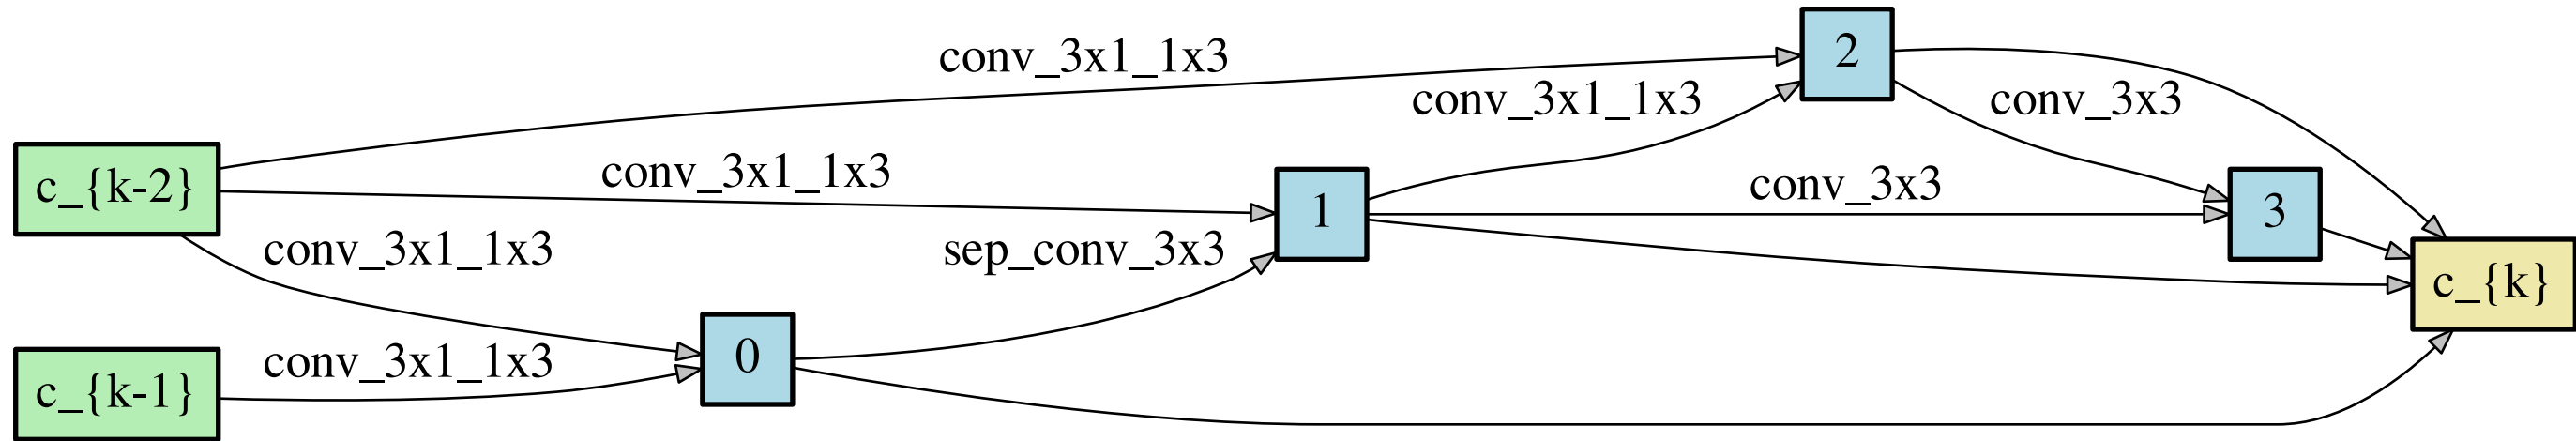 2
conv_3x1_1x3
conv_3x1_1x3
conv_3x3
conv_3x1_1x3
c_{k-2}
conv_3x3
1
3
conv_3x1_1x3
sep_conv_3x3
c_{k}
0
conv_3x1_1x3
c_{k-1}